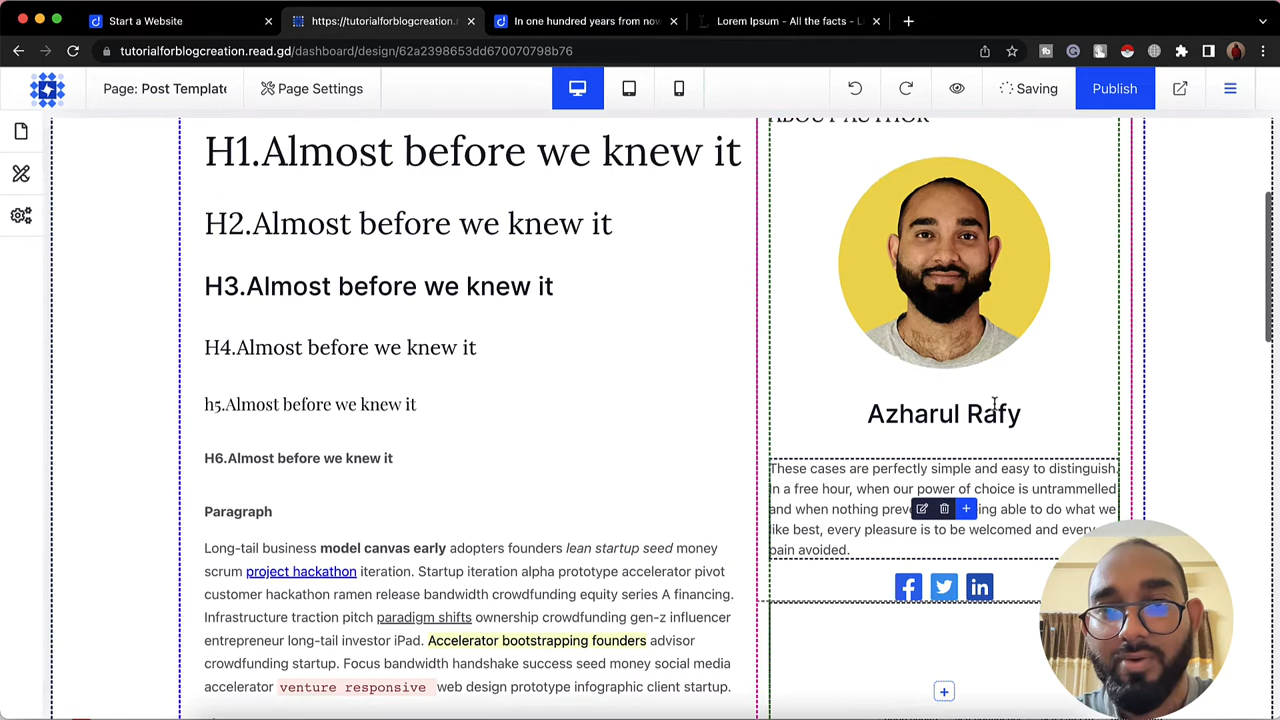 Start a Website
https://tutorialforblogcreation.r
In one hundred years from now
Lorem Ipsum - All the facts - L
tutorialforblogcreation.read.gd/dashboard/design/62a2398653dd670070798b76
Page: Post Template
Page Settings
Saving
Publish
ABOUT AUTHOR
H1.Almost before we knew it
H2.Almost before we knew it
H3.Almost before we knew it
H4.Almost before we knew it
h5.Almost before we knew it
H6.Almost before we knew it
Paragraph
Long-tail business model canvas early adopters founders lean startup seed money
scrum project hackathon iteration. Startup iteration alpha prototype accelerator pivot
customer hackathon ramen release bandwidth crowdfunding equity series A financing.
Infrastructure traction pitch paradigm shifts ownership crowdfunding gen-z influencer
entrepreneur long-tail investor iPad. Accelerator bootstrapping founders advisor
crowdfunding startup. Focus bandwidth handshake success seed money social media
accelerator venture responsive web design prototype infographic client startup.
Azharul Rafy
These cases are perfectly simple and easy to distinguish.
In a free hour, when our power of choice is untrammelled
and when nothing preve ing able to do what we
like best, every pleasure is to be welcomed and every
pain avoided.